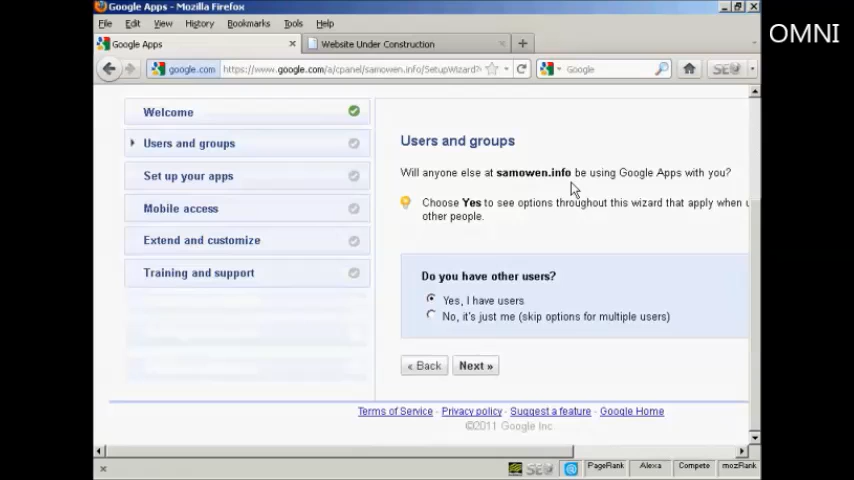 Google Apps - Mozilla Firefox
OMNI
File Edit View History Bookmarks Tools Help
Google Apps
Website Under Construction
google.com https://www.google.com/a/cpanel/samowen.info/SetupWizard?
Google
Welcome
Users and groups
Set up your apps
Mobile access
Extend and customize
Training and support
Users and groups
Will anyone else at samowen.info be using Google Apps with you?
Choose Yes to see options throughout this wizard that apply when u
other people.
Do you have other users?
Yes, I have users
No, it's just me (skip options for multiple users)
« Back
Next »
Terms of Service - Privacy policy - Suggest a feature - Google Home
©2011 Google Inc
PageRank Alexa Compete mozRank